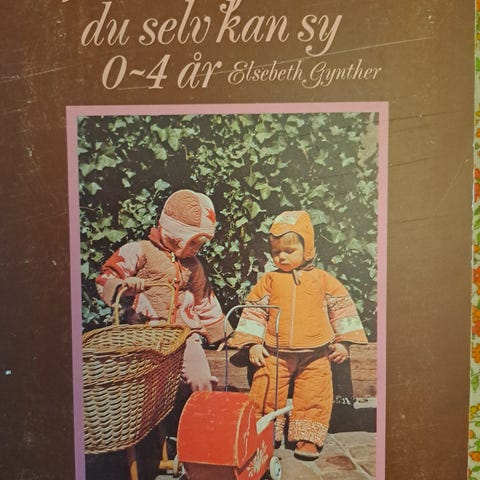 du selv kan sy
0-4 år Elsebeth Gynther